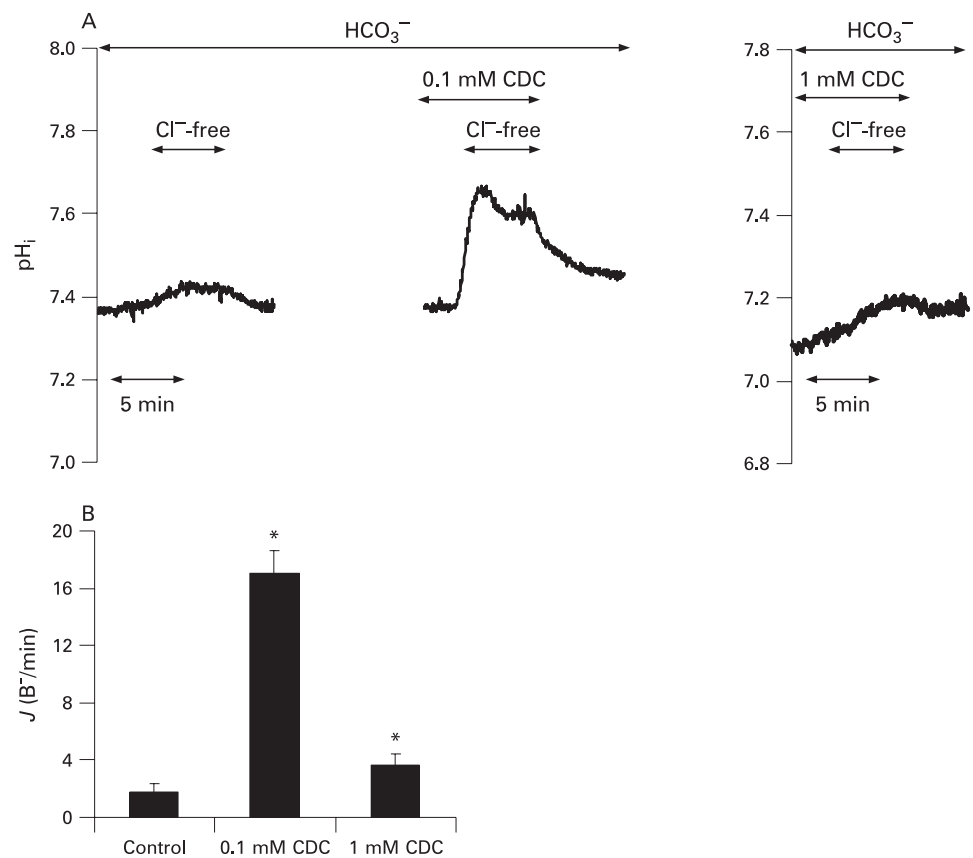 A
HCO₃⁻
0.1 mM CDC
Cl⁻-free
Cl⁻-free
8.0
7.8
7.6
7.4
7.2
7.0
pHᵢ
5 min
HCO₃⁻
1 mM CDC
Cl⁻-free
7.8
7.6
7.4
7.2
7.0
6.8
5 min
B
20
16
12
8
4
0
J (B⁻/min)
*
*
Control
0.1 mM CDC
1 mM CDC